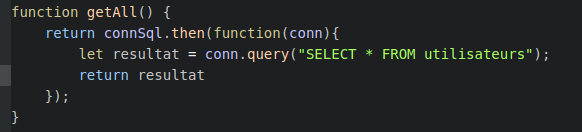 function getAll() {
    return connSql.then(function(conn){
        let resultat = conn.query("SELECT * FROM utilisateurs");
        return resultat
    });
}